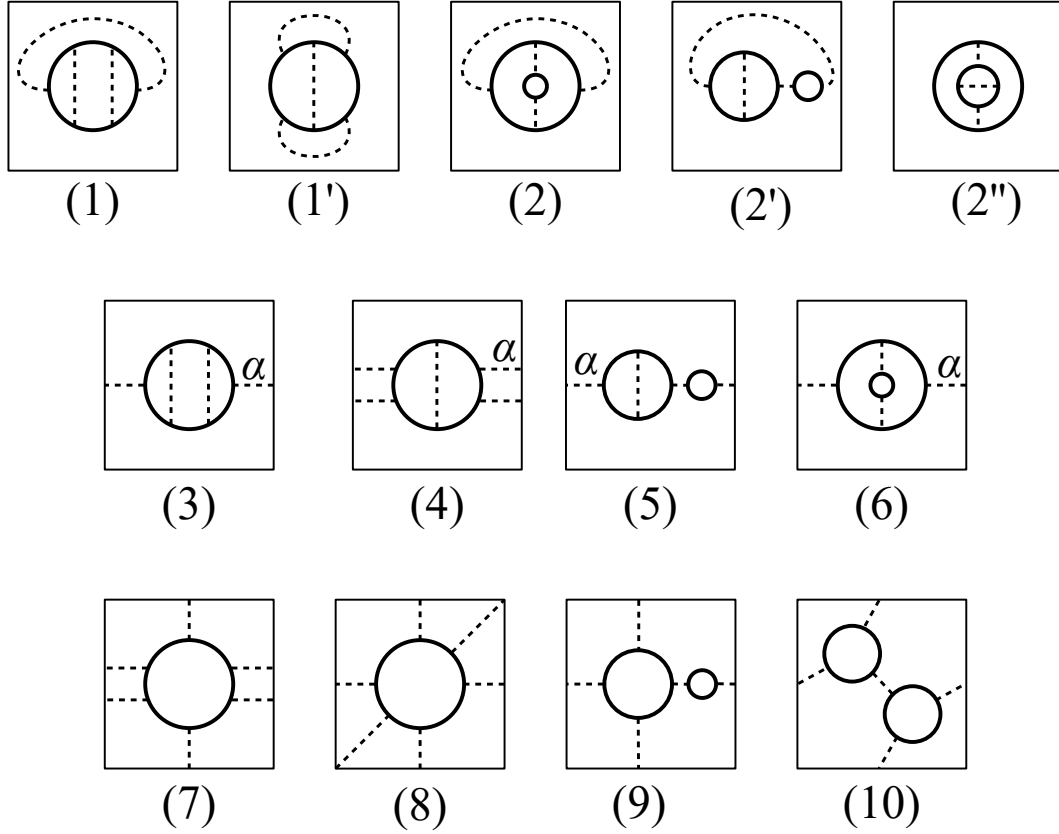 (1) (1') (2) (2') (2")
α α α α
(3) (4) (5) (6)
(7) (8) (9) (10)